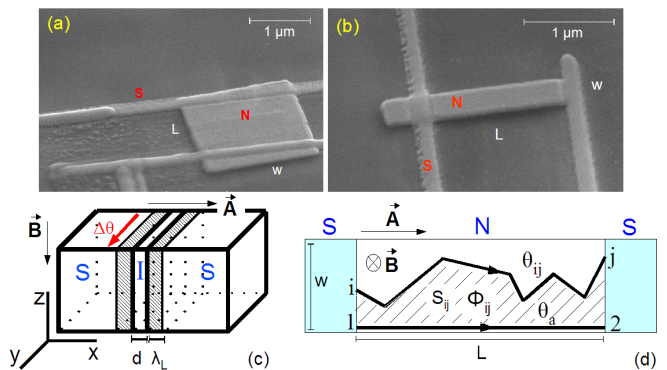 (a)
S
N
L
w
1 µm
(b)
1 µm
w
N
L
S
B
Δθ
A
S
I
S
z
y
x
d
λL
(c)
S
A
N
S
w
B
i
j
θij
Sij
Φij
θa
1
2
L
(d)